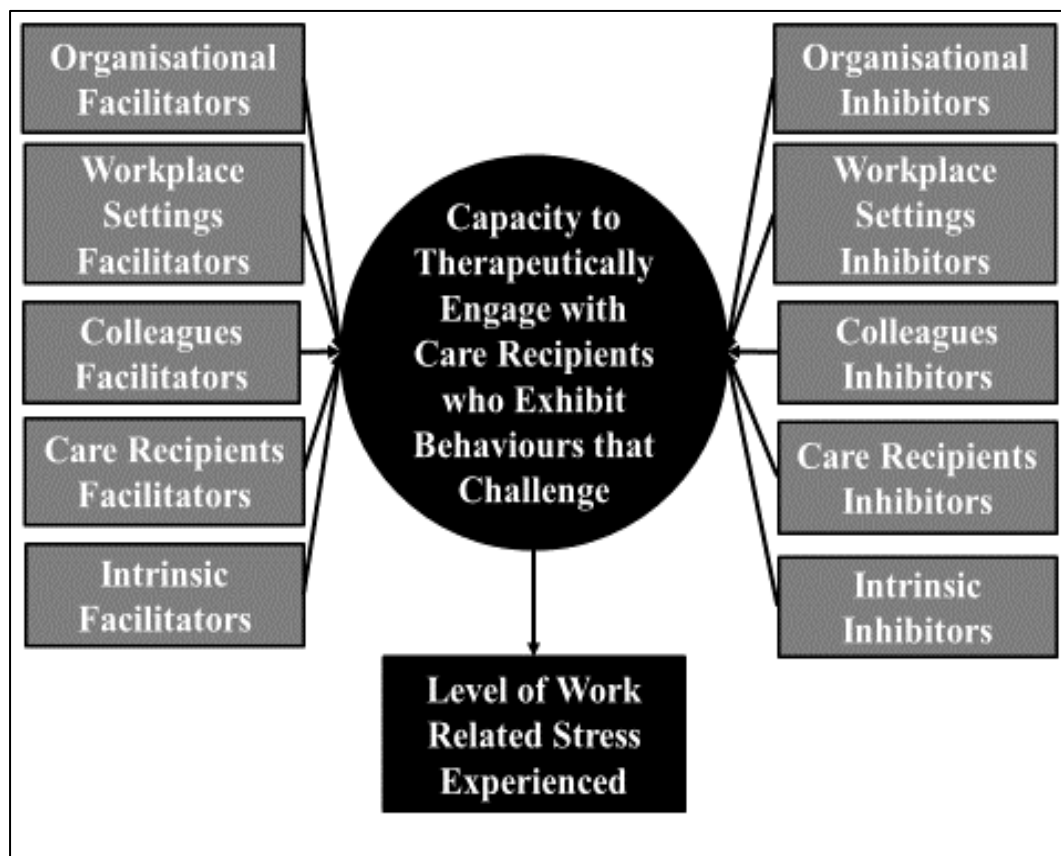 Organisational
Facilitators
Workplace
Settings
Facilitators
Colleagues
Facilitators
Care Recipients
Facilitators
Intrinsic
Facilitators
Capacity to
Therapeutically
Engage with
Care Recipients
who Exhibit
Behaviours that
Challenge
Level of Work
Related Stress
Experienced
Organisational
Inhibitors
Workplace
Settings
Inhibitors
Colleagues
Inhibitors
Care Recipients
Inhibitors
Intrinsic
Inhibitors